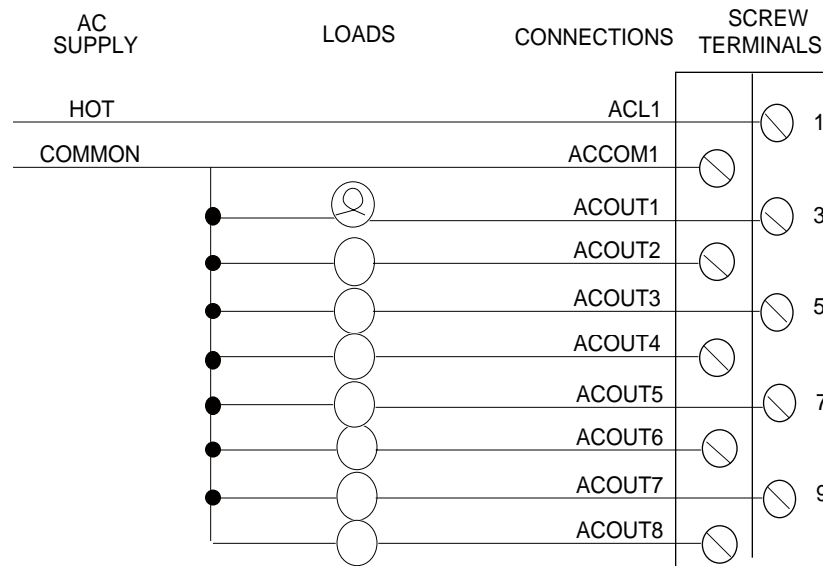 AC
SUPPLY
LOADS
CONNECTIONS
SCREW
TERMINALS
HOT
ACL1
1
COMMON
ACCOM1
ACOUT1
3
ACOUT2
ACOUT3
5
ACOUT4
ACOUT5
7
ACOUT6
ACOUT7
9
ACOUT8